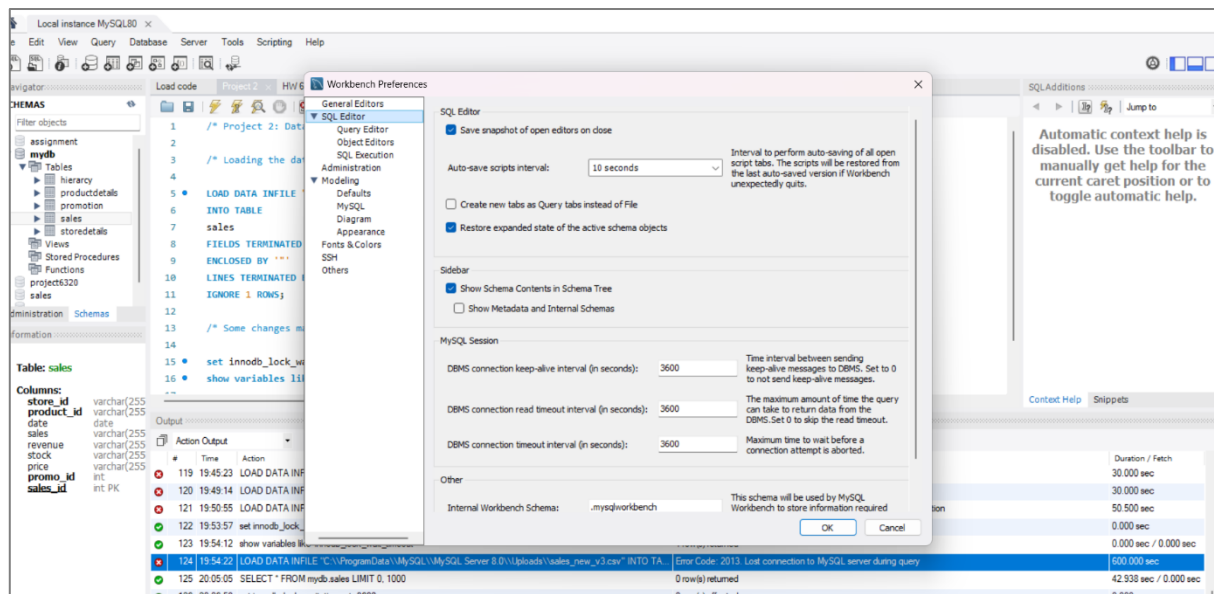 Local instance MySQL80
Edit View Query Database Server Tools Scripting Help
SCHEMAS
Filter objects
assignment
mydb
Tables
hierarcy
productdetails
promotion
sales
storedetails
Views
Stored Procedures
Functions
project6320
sales
Schemas
Table: sales
Columns:
store_id varchar(255
product_id varchar(255
date date
sales varchar(255
revenue varchar(255
stock varchar(255
price varchar(255
promo_id int
sales_id int PK
Load code Project 2 HW 6
1 /* Project 2: Dat
2
3 /* Loading the da
4
5 LOAD DATA INFILE
6 INTO TABLE
7 sales
8 FIELDS TERMINATED
9 ENCLOSED BY '"'
10 LINES TERMINATED
11 IGNORE 1 ROWS;
12
13 /* Some changes m
14
15 set innodb_lock_wa
16 show variables li
Workbench Preferences
General Editors
SQL Editor
Query Editor
Object Editors
SQL Execution
Administration
Modeling
Defaults
MySQL
Diagram
Appearance
Fonts & Colors
SSH
Others
SQL Editor
Save snapshot of open editors on close
Auto-save scripts interval: 10 seconds
Interval to perform auto-saving of all open
script tabs. The scripts will be restored from
the last auto-saved version if Workbench
unexpectedly quits.
Create new tabs as Query tabs instead of File
Restore expanded state of the active schema objects
Sidebar
Show Schema Contents in Schema Tree
Show Metadata and Internal Schemas
MySQL Session
DBMS connection keep-alive interval (in seconds): 3600
Time interval between sending
keep-alive messages to DBMS. Set to 0
to not send keep-alive messages.
DBMS connection read timeout interval (in seconds): 3600
The maximum amount of time the query
can take to return data from the
DBMS.Set 0 to skip the read timeout.
DBMS connection timeout interval (in seconds): 3600
Maximum time to wait before a
connection attempt is aborted.
Other
Internal Workbench Schema: .mysqlworkbench
This schema will be used by MySQL
Workbench to store information required
OK Cancel
SQLAdditions
Jump to
Automatic context help is
disabled. Use the toolbar to
manually get help for the
current caret position or to
toggle automatic help.
Context Help Snippets
Output
Action Output
# Time Action Duration / Fetch
119 19:45:23 LOAD DATA INF 30.000 sec
120 19:49:14 LOAD DATA INF 30.000 sec
121 19:50:55 LOAD DATA INF 50.500 sec
122 19:53:57 set innodb_lock_ 0.000 sec
123 19:54:12 show variables 0.000 sec / 0.000 sec
124 19:54:22 LOAD DATA INFILE "C:\\ProgramData\\MySQL\\MySQL Server 8.0\\Uploads\\sales_new_v3.csv" INTO TA... Error Code: 2013. Lost connection to MySQL server during query 600.000 sec
125 20:05:05 SELECT * FROM mydb.sales LIMIT 0, 1000 0 row(s) returned 42.938 sec / 0.000 sec